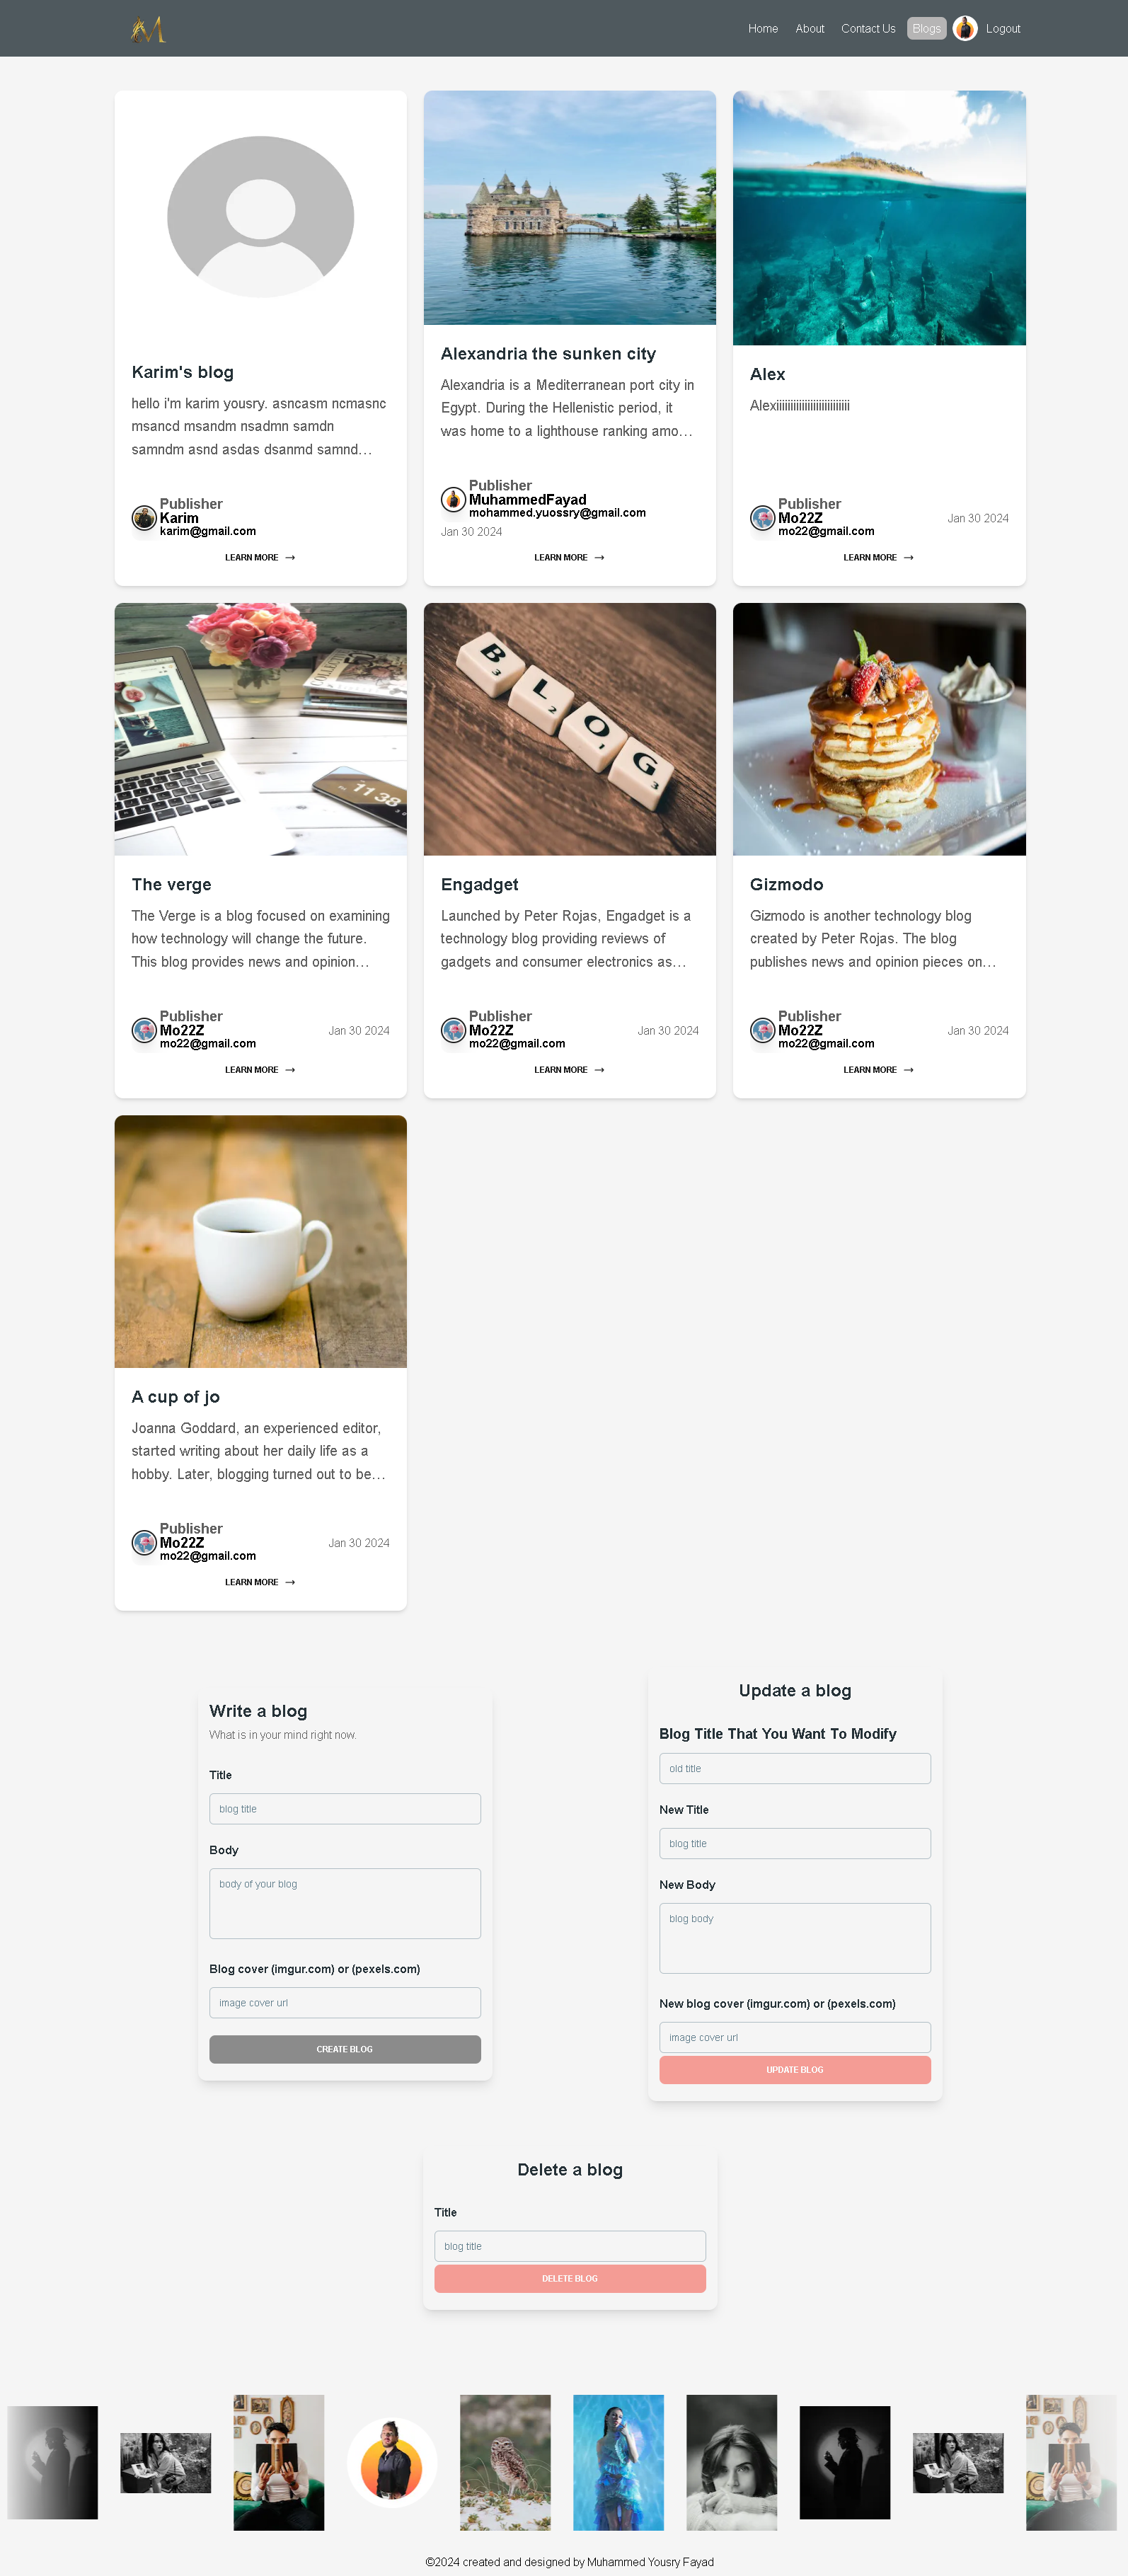 M
Home About Contact Us Blogs Logout
Karim's blog
hello i'm karim yousry. asncasm ncmasnc
msancd msandm nsadmn samdn
samndm asnd asdas dsanmd samnd...
Publisher
Karim
karim@gmail.com
LEARN MORE
Alexandria the sunken city
Alexandria is a Mediterranean port city in
Egypt. During the Hellenistic period, it
was home to a lighthouse ranking amo...
Publisher
MuhammedFayad
mohammed.yuossry@gmail.com
Jan 30 2024
LEARN MORE
Alex
Alexiiiiiiiiiiiiiiiiiiiiiiiiii
Publisher
Mo22Z
mo22@gmail.com
Jan 30 2024
LEARN MORE
11 38
The verge
The Verge is a blog focused on examining
how technology will change the future.
This blog provides news and opinion...
Publisher
Mo22Z
mo22@gmail.com
Jan 30 2024
LEARN MORE
B3 L2 O1 G3
Engadget
Launched by Peter Rojas, Engadget is a
technology blog providing reviews of
gadgets and consumer electronics as...
Publisher
Mo22Z
mo22@gmail.com
Jan 30 2024
LEARN MORE
Gizmodo
Gizmodo is another technology blog
created by Peter Rojas. The blog
publishes news and opinion pieces on...
Publisher
Mo22Z
mo22@gmail.com
Jan 30 2024
LEARN MORE
A cup of jo
Joanna Goddard, an experienced editor,
started writing about her daily life as a
hobby. Later, blogging turned out to be...
Publisher
Mo22Z
mo22@gmail.com
Jan 30 2024
LEARN MORE
Write a blog
What is in your mind right now.
Title
blog title
Body
body of your blog
Blog cover (imgur.com) or (pexels.com)
image cover url
CREATE BLOG
Update a blog
Blog Title That You Want To Modify
old title
New Title
blog title
New Body
blog body
New blog cover (imgur.com) or (pexels.com)
image cover url
UPDATE BLOG
Delete a blog
Title
blog title
DELETE BLOG
©2024 created and designed by Muhammed Yousry Fayad